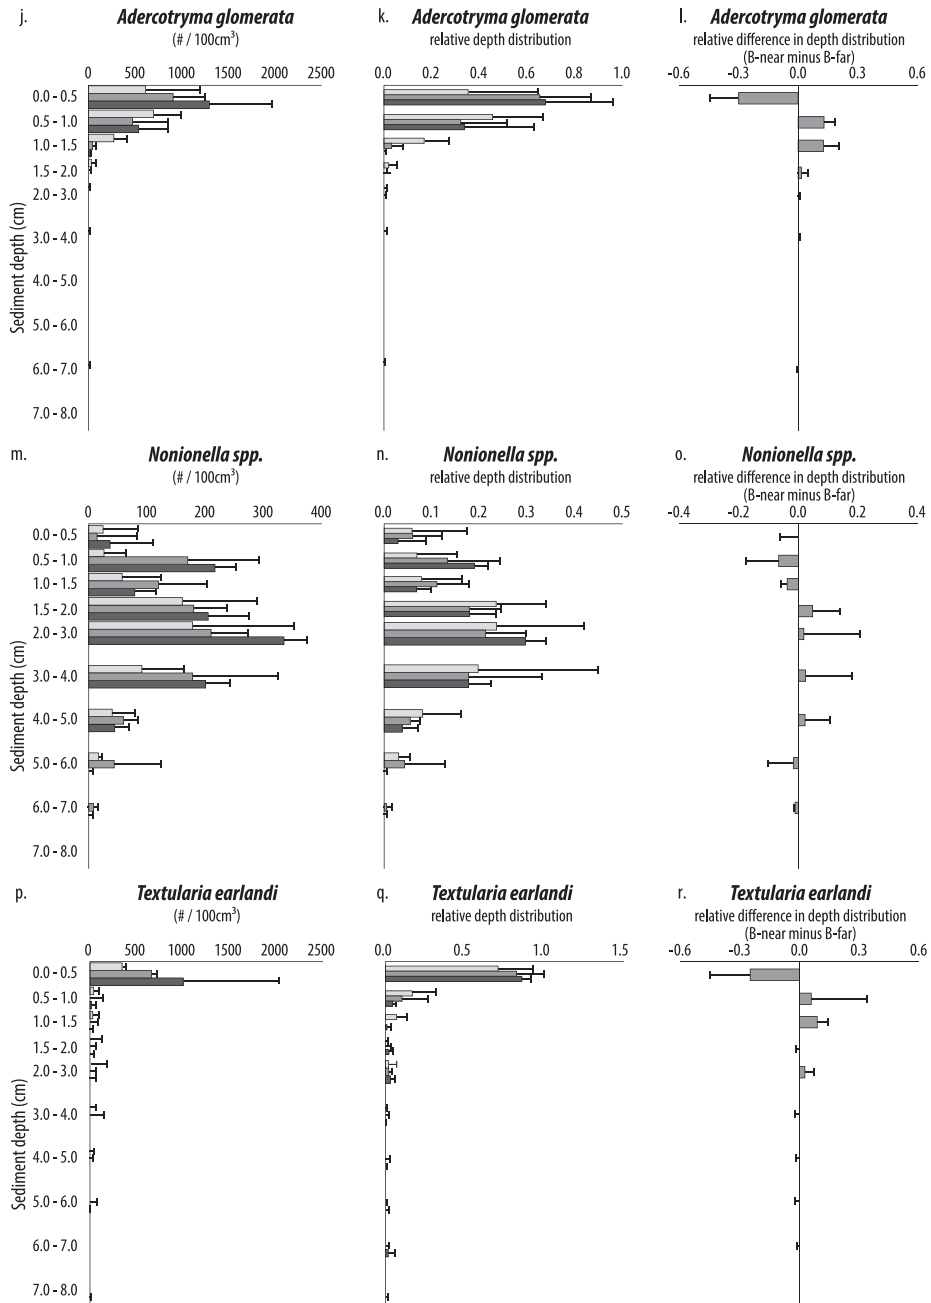 j.
Adercotryma glomerata
(# / 100cm³)
0 500 1000 1500 2000 2500
k.
Adercotryma glomerata
relative depth distribution
0.0 0.2 0.4 0.6 0.8 1.0
l.
Adercotryma glomerata
relative difference in depth distribution
(B-near minus B-far)
-0.6 -0.3 0.0 0.3 0.6
Sediment depth (cm)
0.0 - 0.5
0.5 - 1.0
1.0 - 1.5
1.5 - 2.0
2.0 - 3.0
3.0 - 4.0
4.0 - 5.0
5.0 - 6.0
6.0 - 7.0
7.0 - 8.0
m.
Nonionella spp.
(# / 100cm³)
0 100 200 300 400
n.
Nonionella spp.
relative depth distribution
0.0 0.1 0.2 0.3 0.4 0.5
o.
Nonionella spp.
relative difference in depth distribution
(B-near minus B-far)
-0.4 -0.2 0.0 0.2 0.4
Sediment depth (cm)
0.0 - 0.5
0.5 - 1.0
1.0 - 1.5
1.5 - 2.0
2.0 - 3.0
3.0 - 4.0
4.0 - 5.0
5.0 - 6.0
6.0 - 7.0
7.0 - 8.0
p.
Textularia earlandi
(# / 100cm³)
0 500 1000 1500 2000 2500
q.
Textularia earlandi
relative depth distribution
0.0 0.5 1.0 1.5
r.
Textularia earlandi
relative difference in depth distribution
(B-near minus B-far)
-0.6 -0.3 0.0 0.3 0.6
Sediment depth (cm)
0.0 - 0.5
0.5 - 1.0
1.0 - 1.5
1.5 - 2.0
2.0 - 3.0
3.0 - 4.0
4.0 - 5.0
5.0 - 6.0
6.0 - 7.0
7.0 - 8.0